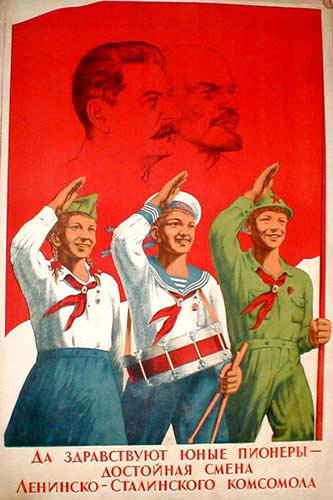 Да здравствуют юные пионеры —
достойная смена
Ленинско-Сталинского комсомола